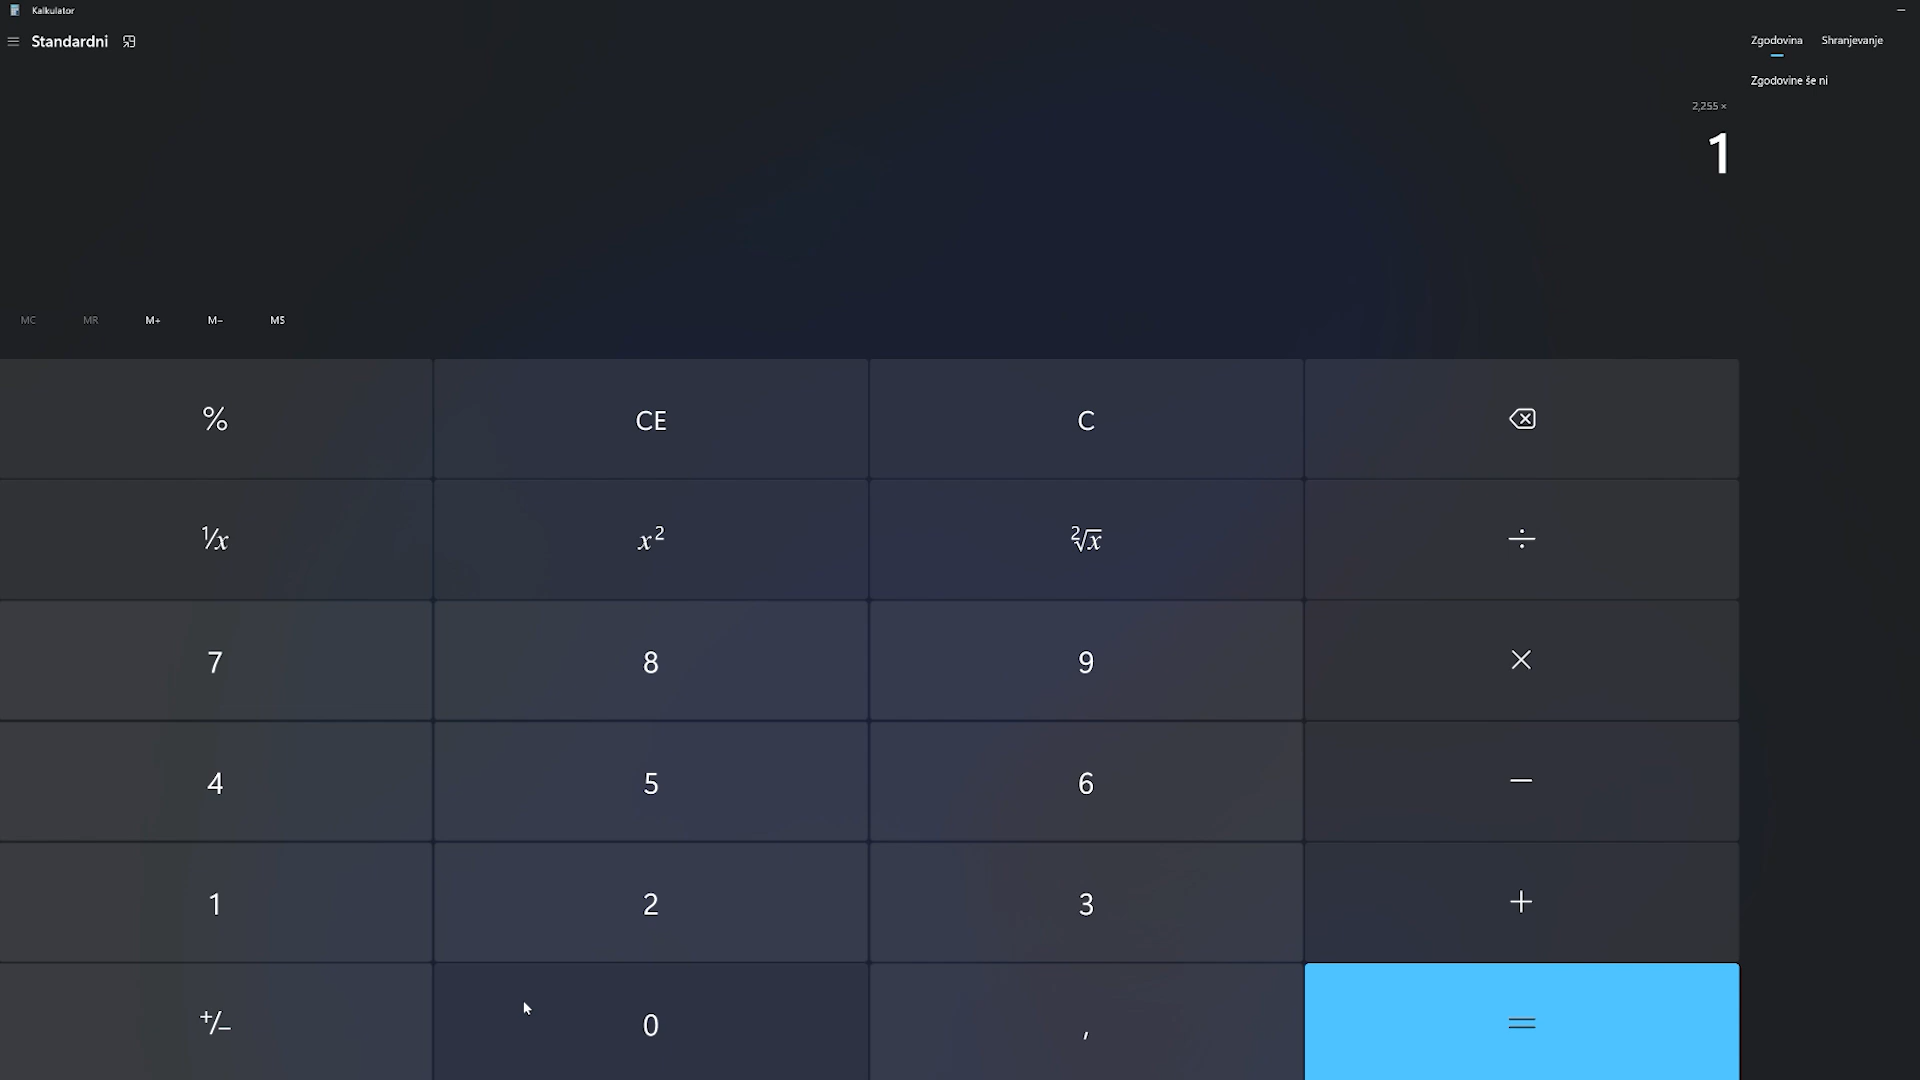 Kalkulator
Standardni
Zgodovina Shranjevanje
Zgodovine še ni
2,255 ×
1
MC MR M+ M− MS
% CE C
¹⁄x x² ²√x ÷
7 8 9 ×
4 5 6 −
1 2 3 +
+/− 0 , =